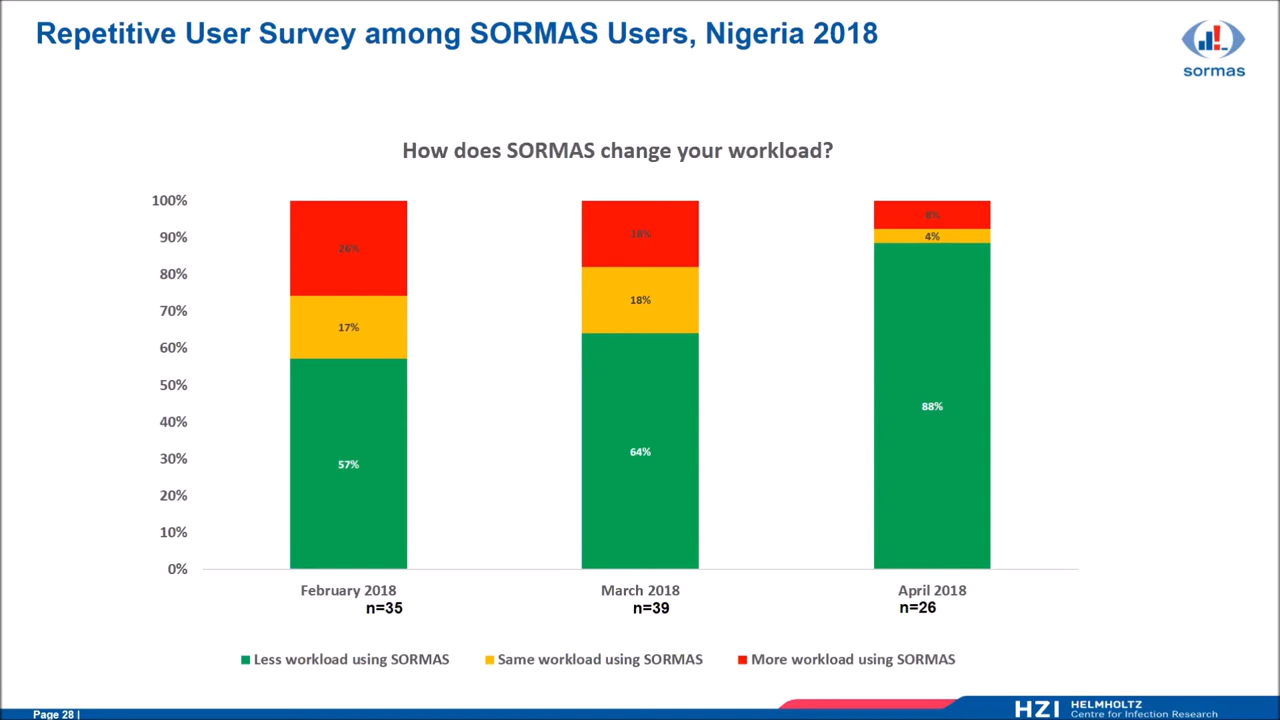 Repetitive User Survey among SORMAS Users, Nigeria 2018
sormas
How does SORMAS change your workload?
100%
90%
80%
70%
60%
50%
40%
30%
20%
10%
0%
26%
17%
57%
18%
18%
64%
8%
4%
88%
February 2018
n=35
March 2018
n=39
April 2018
n=26
Less workload using SORMAS
Same workload using SORMAS
More workload using SORMAS
Page 28 |
HZI HELMHOLTZ
Centre for Infection Research